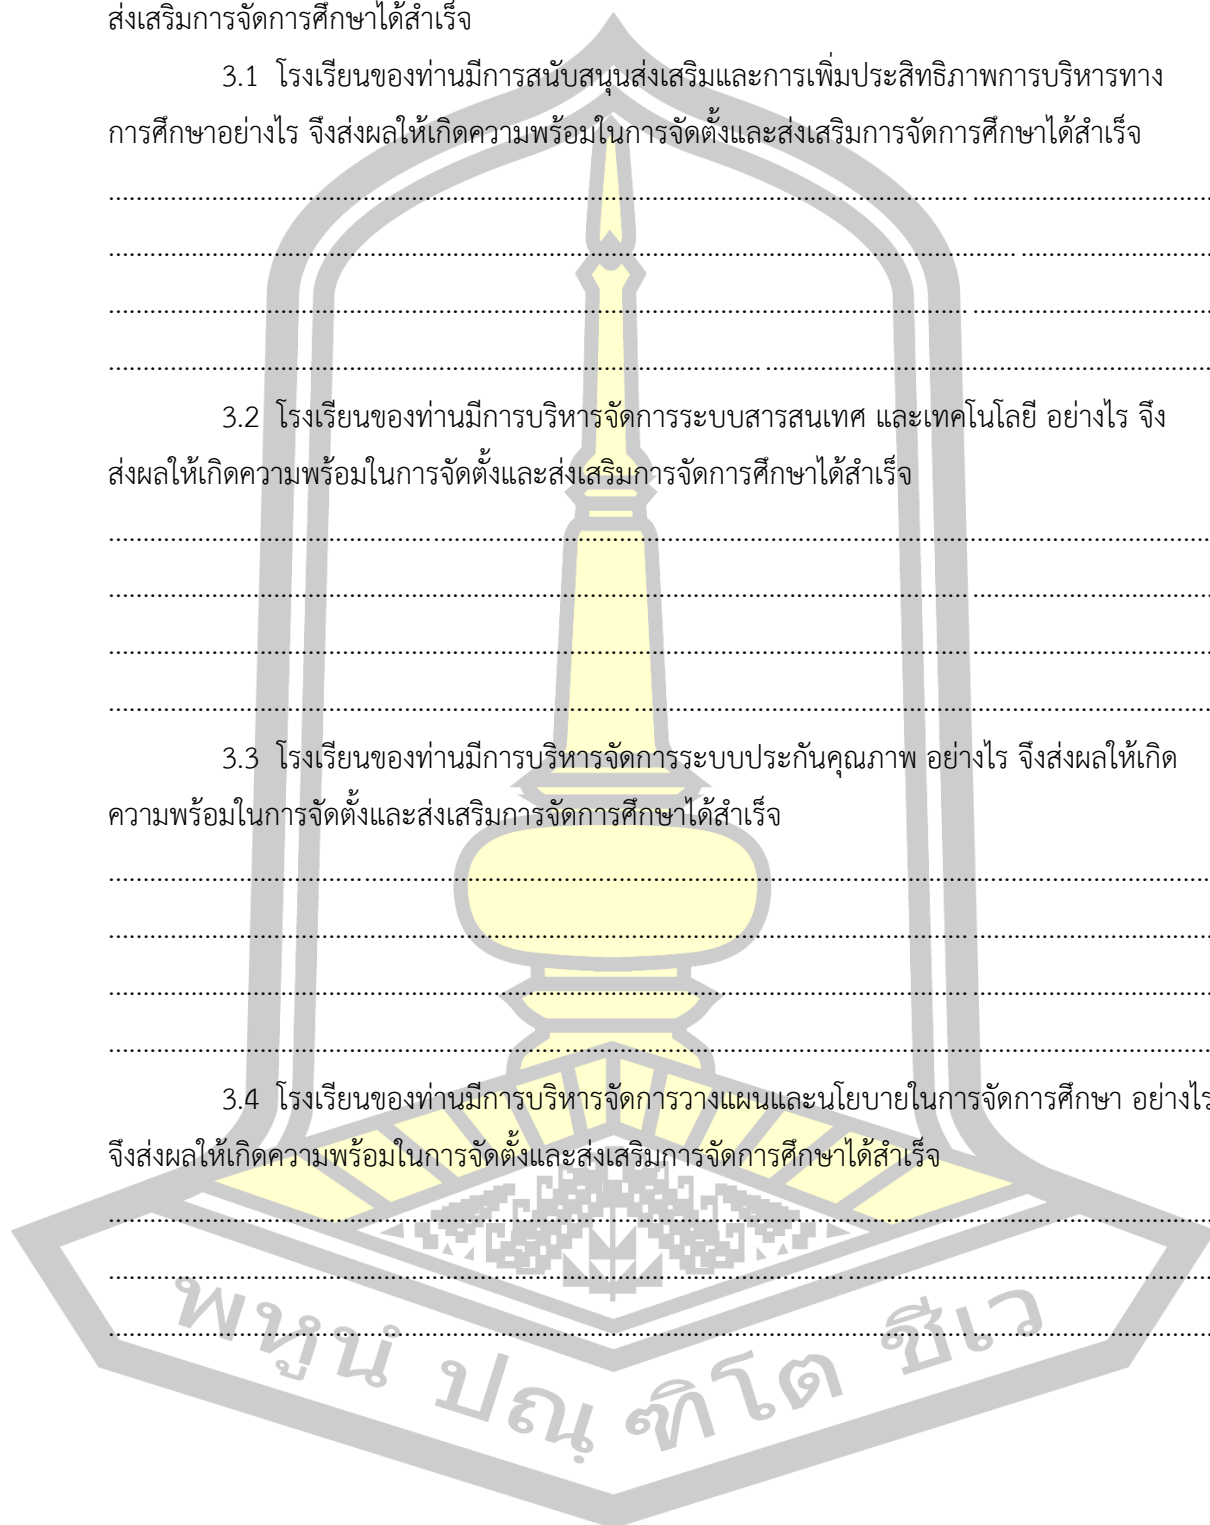 ส่งเสริมการจัดการศึกษาได้สำเร็จ
3.1 โรงเรียนของท่านมีการสนับสนุนส่งเสริมและการเพิ่มประสิทธิภาพการบริหารทาง
การศึกษาอย่างไร จึงส่งผลให้เกิดความพร้อมในการจัดตั้งและส่งเสริมการจัดการศึกษาได้สำเร็จ
3.2 โรงเรียนของท่านมีการบริหารจัดการระบบสารสนเทศ และเทคโนโลยี อย่างไร จึง
ส่งผลให้เกิดความพร้อมในการจัดตั้งและส่งเสริมการจัดการศึกษาได้สำเร็จ
3.3 โรงเรียนของท่านมีการบริหารจัดการระบบประกันคุณภาพ อย่างไร จึงส่งผลให้เกิด
ความพร้อมในการจัดตั้งและส่งเสริมการจัดการศึกษาได้สำเร็จ
3.4 โรงเรียนของท่านมีการบริหารจัดการวางแผนและนโยบายในการจัดการศึกษา อย่างไร
จึงส่งผลให้เกิดความพร้อมในการจัดตั้งและส่งเสริมการจัดการศึกษาได้สำเร็จ
พหูนํ ปณฺฑิโต ชีเว